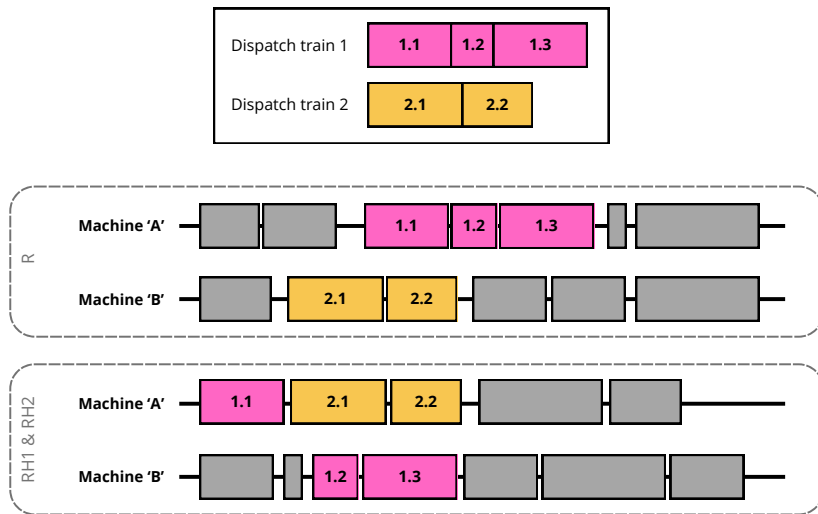 Dispatch train 1 1.1 1.2 1.3
Dispatch train 2 2.1 2.2
R
Machine ‘A’ 1.1 1.2 1.3
Machine ‘B’ 2.1 2.2
RH1 & RH2
Machine ‘A’ 1.1 2.1 2.2
Machine ‘B’ 1.2 1.3